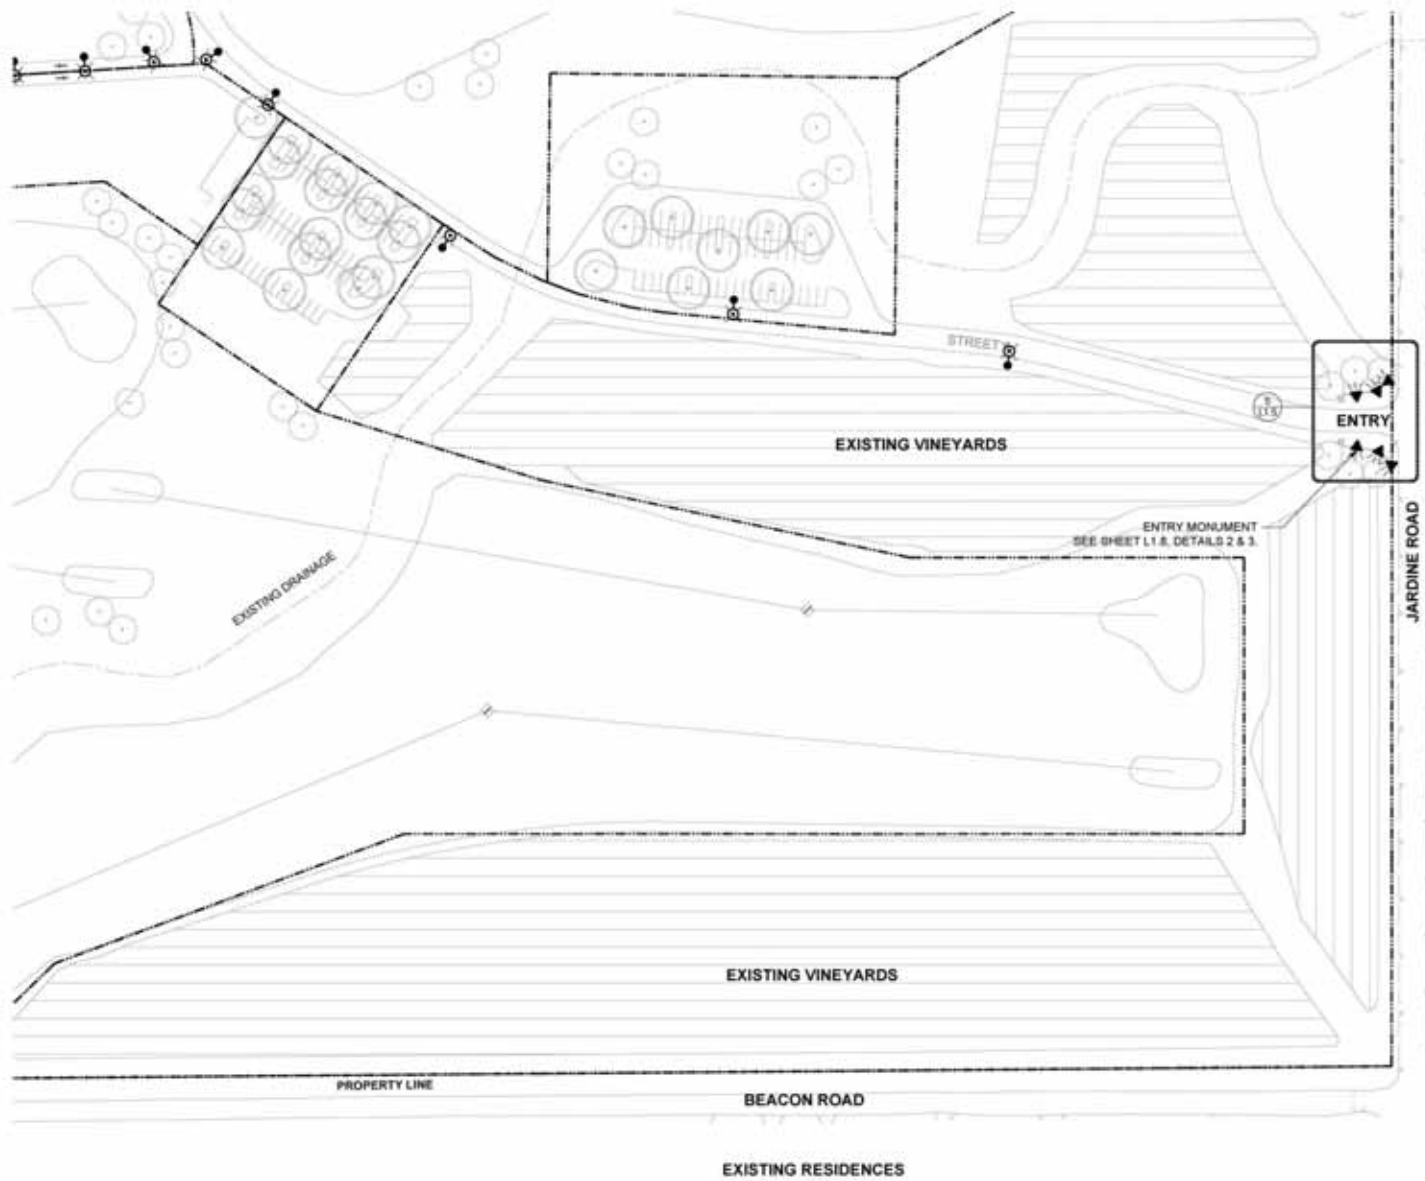 STREET
ENTRY
EXISTING VINEYARDS
ENTRY MONUMENT
SEE SHEET L1.8, DETAILS 2 & 3.
JARDINE ROAD
EXISTING DRAINAGE
EXISTING VINEYARDS
PROPERTY LINE
BEACON ROAD
EXISTING RESIDENCES